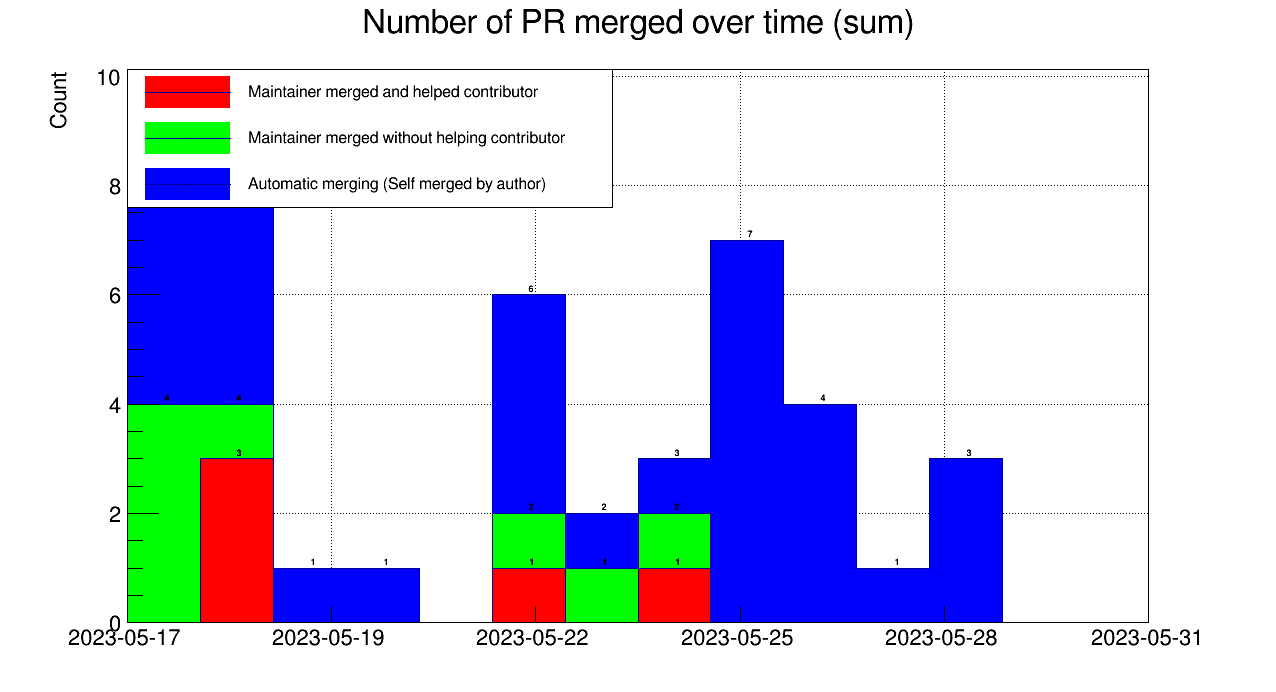 Number of PR merged over time (sum)
Count
10
8
6
4
2
0
Maintainer merged and helped contributor
Maintainer merged without helping contributor
Automatic merging (Self merged by author)
4 4 3
1 1
6 2 1
2 1
3 2 1
7
4
1
3
2023-05-17 2023-05-19 2023-05-22 2023-05-25 2023-05-28 2023-05-31